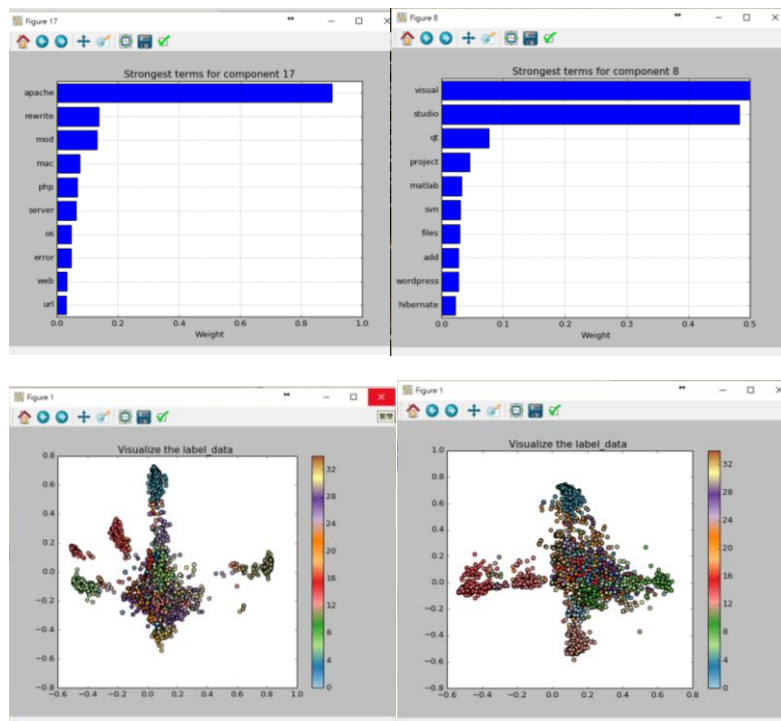 Figure 17
Strongest terms for component 17
apache
rewrite
mod
mac
php
server
os
error
web
url
0.0 0.2 0.4 0.6 0.8 1.0
Weight
Figure 8
Strongest terms for component 8
visual
studio
qt
project
matlab
svn
files
add
wordpress
hibernate
0.0 0.1 0.2 0.3 0.4 0.5
Weight
Figure 1
Visualize the label_data
0.8
0.6
0.4
0.2
0.0
−0.2
−0.4
−0.6
−0.8
−0.6 −0.4 −0.2 0.0 0.2 0.4 0.6 0.8 1.0
32
28
24
20
16
12
8
4
0
Figure 1
Visualize the label_data
1.0
0.8
0.6
0.4
0.2
0.0
−0.2
−0.4
−0.6
−0.8
−0.6 −0.4 −0.2 0.0 0.2 0.4 0.6 0.8
32
28
24
20
16
12
8
4
0